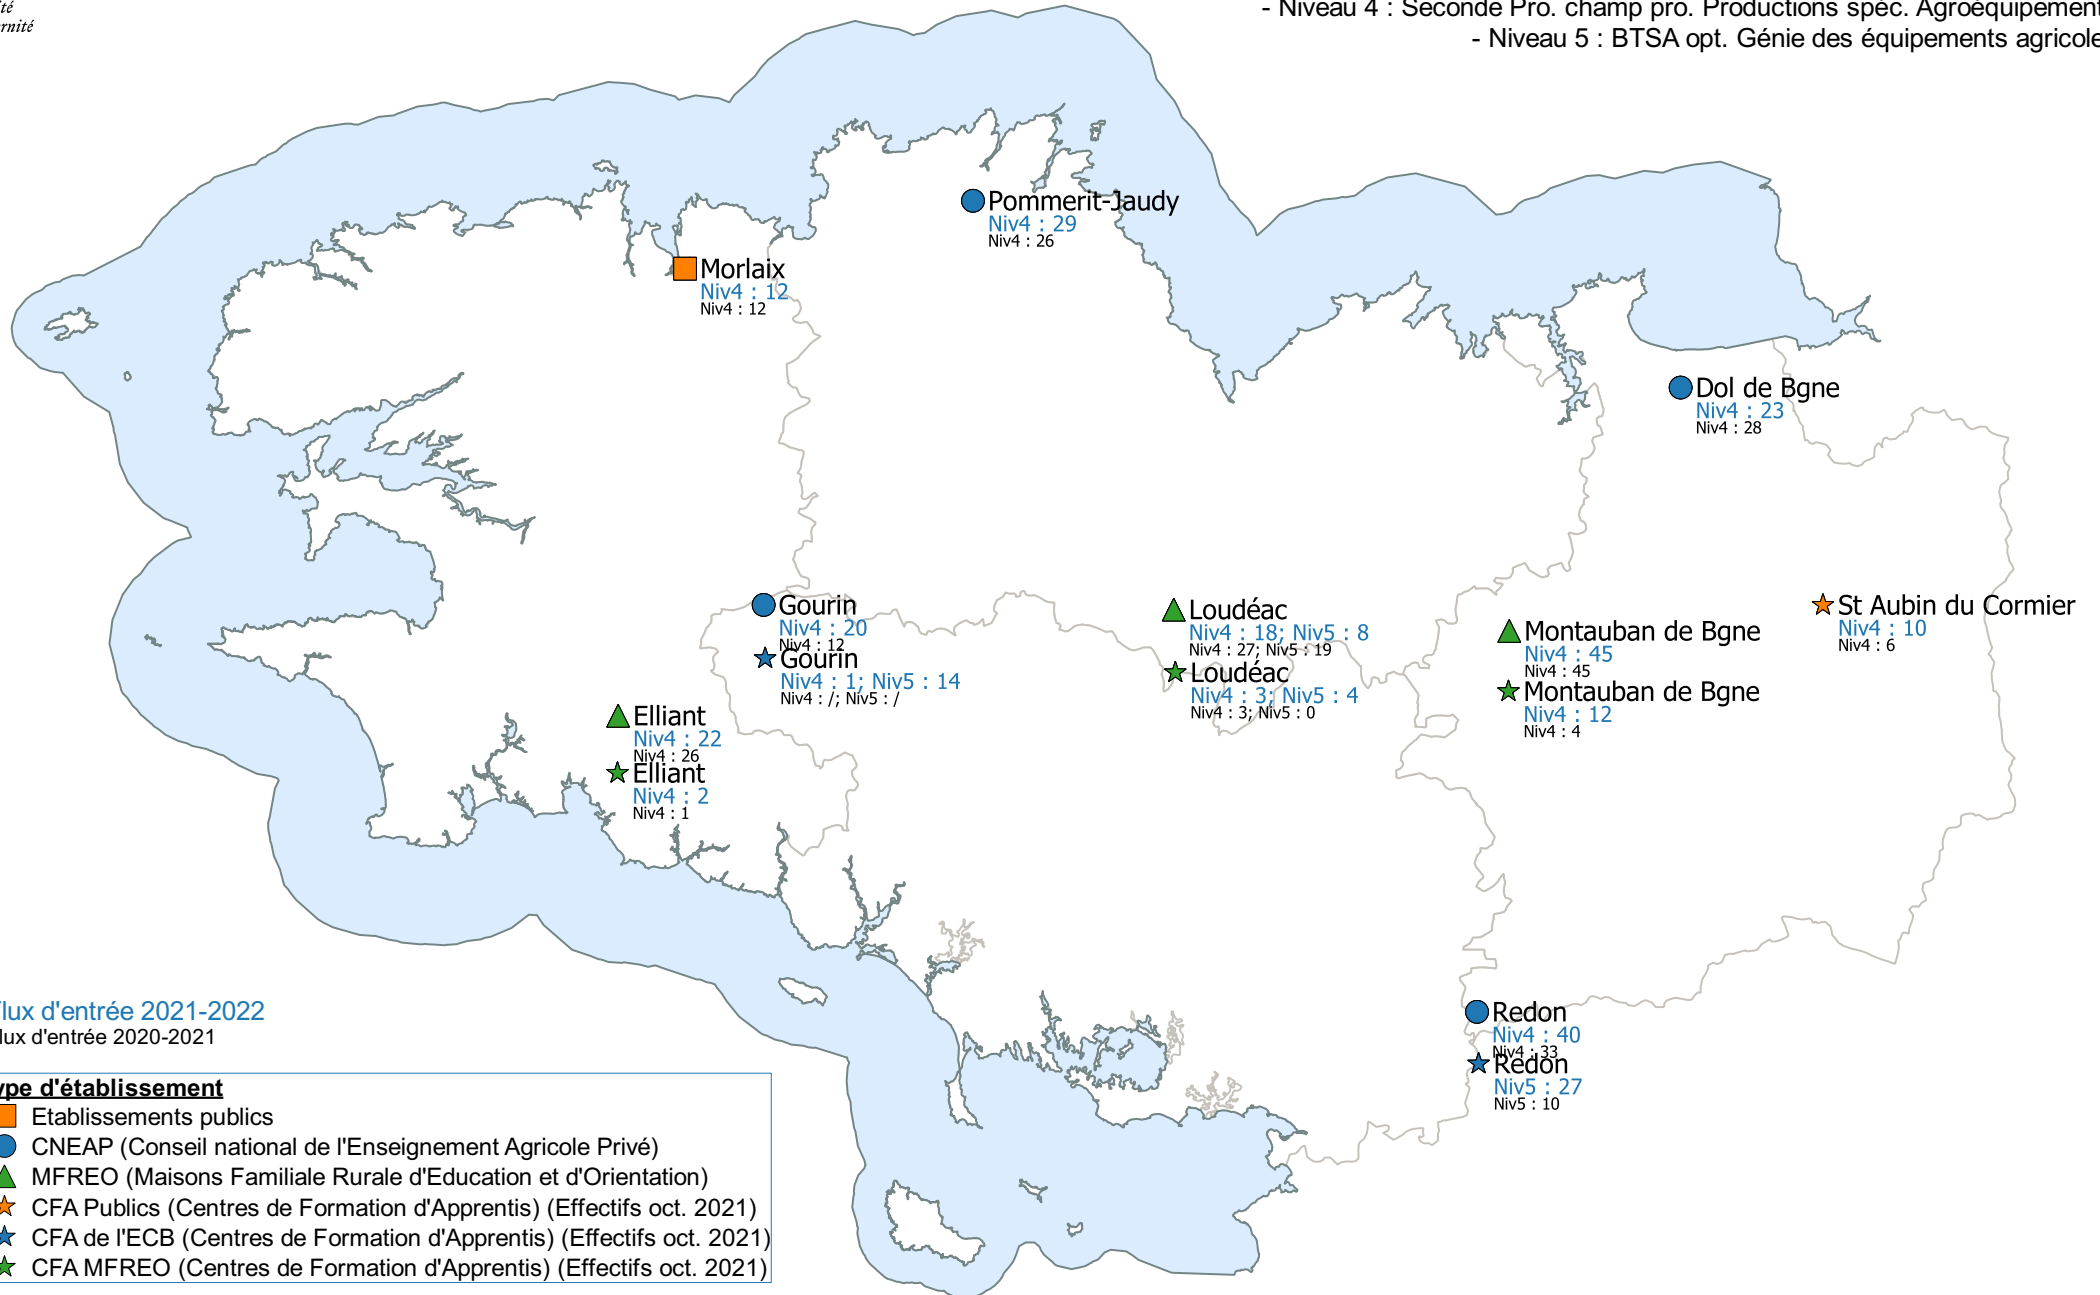 ité
ernité
- Niveau 4 : Seconde Pro. champ pro. Productions spéc. Agroéquipement
- Niveau 5 : BTSA opt. Génie des équipements agricole
Pommerit-Jaudy
Niv4 : 29
Niv4 : 26
Morlaix
Niv4 : 12
Niv4 : 12
Dol de Bgne
Niv4 : 23
Niv4 : 28
Gourin
Niv4 : 20
Niv4 : 12
Gourin
Niv4 : 1; Niv5 : 14
Niv4 : /; Niv5 : /
Loudéac
Niv4 : 18; Niv5 : 8
Niv4 : 27; Niv5 : 19
Loudéac
Niv4 : 3; Niv5 : 4
Niv4 : 3; Niv5 : 0
Montauban de Bgne
Niv4 : 45
Niv4 : 45
Montauban de Bgne
Niv4 : 12
Niv4 : 4
St Aubin du Cormier
Niv4 : 10
Niv4 : 6
Elliant
Niv4 : 22
Niv4 : 26
Elliant
Niv4 : 2
Niv4 : 1
Redon
Niv4 : 40
Niv4 : 33
Redon
Niv5 : 27
Niv5 : 10
lux d'entrée 2021-2022
lux d'entrée 2020-2021
ype d'établissement
Etablissements publics
CNEAP (Conseil national de l'Enseignement Agricole Privé)
MFREO (Maisons Familiale Rurale d'Education et d'Orientation)
CFA Publics (Centres de Formation d'Apprentis) (Effectifs oct. 2021)
CFA de l'ECB (Centres de Formation d'Apprentis) (Effectifs oct. 2021)
CFA MFREO (Centres de Formation d'Apprentis) (Effectifs oct. 2021)